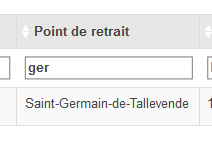 Point de retrait
ger
Saint-Germain-de-Tallevende